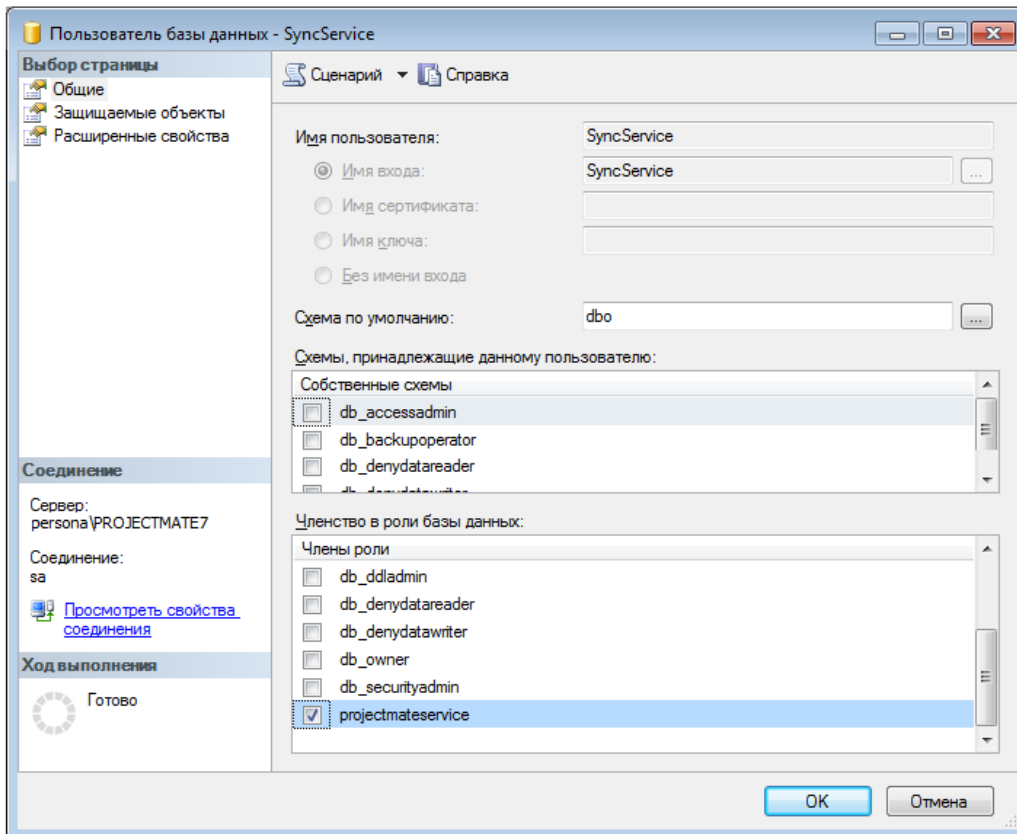 Пользователь базы данных - SyncService
Выбор страницы
Общие
Защищаемые объекты
Расширенные свойства
Сценарий
Справка
Имя пользователя:
SyncService
Имя входа:
SyncService
...
Имя сертификата:
Имя ключа:
Без имени входа
Схема по умолчанию:
dbo
...
Схемы, принадлежащие данному пользователю:
Собственные схемы
db_accessadmin
db_backupoperator
db_denydatareader
db_denydatawriter
Членство в роли базы данных:
Члены роли
db_ddladmin
db_denydatareader
db_denydatawriter
db_owner
db_securityadmin
projectmateservice
Соединение
Сервер:
persona\PROJECTMATE7
Соединение:
sa
Просмотреть свойства
соединения
Ход выполнения
Готово
OK
Отмена